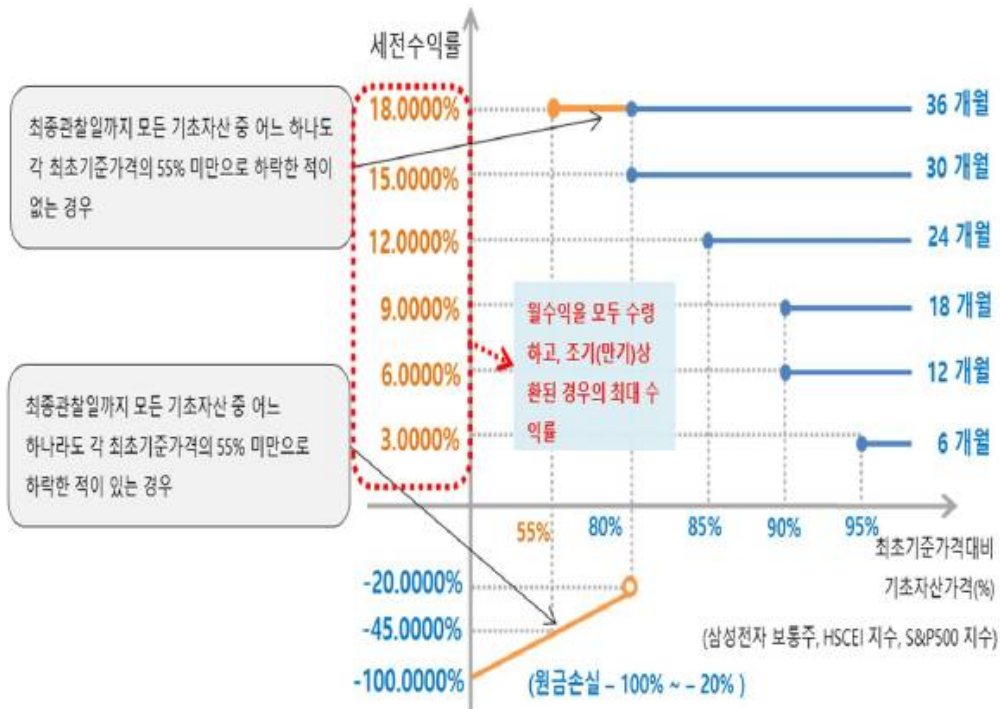 세전수익률
최종관찰일까지 모든 기초자산 중 어느 하나도
각 최초기준가격의 55% 미만으로 하락한 적이
없는 경우
최종관찰일까지 모든 기초자산 중 어느
하나라도 각 최초기준가격의 55% 미만으로
하락한 적이 있는 경우
18.0000%
15.0000%
12.0000%
9.0000%
6.0000%
3.0000%
월수익을 모두 수령
하고, 조기(만기)상
환된 경우의 최대 수
익률
36 개월
30 개월
24 개월
18 개월
12 개월
6 개월
55%
80%
85%
90%
95%
최초기준가격대비
기초자산가격(%)
(삼성전자 보통주, HSCEI 지수, S&P500 지수)
-20.0000%
-45.0000%
-100.0000%
(원금손실 – 100% ~ – 20% )